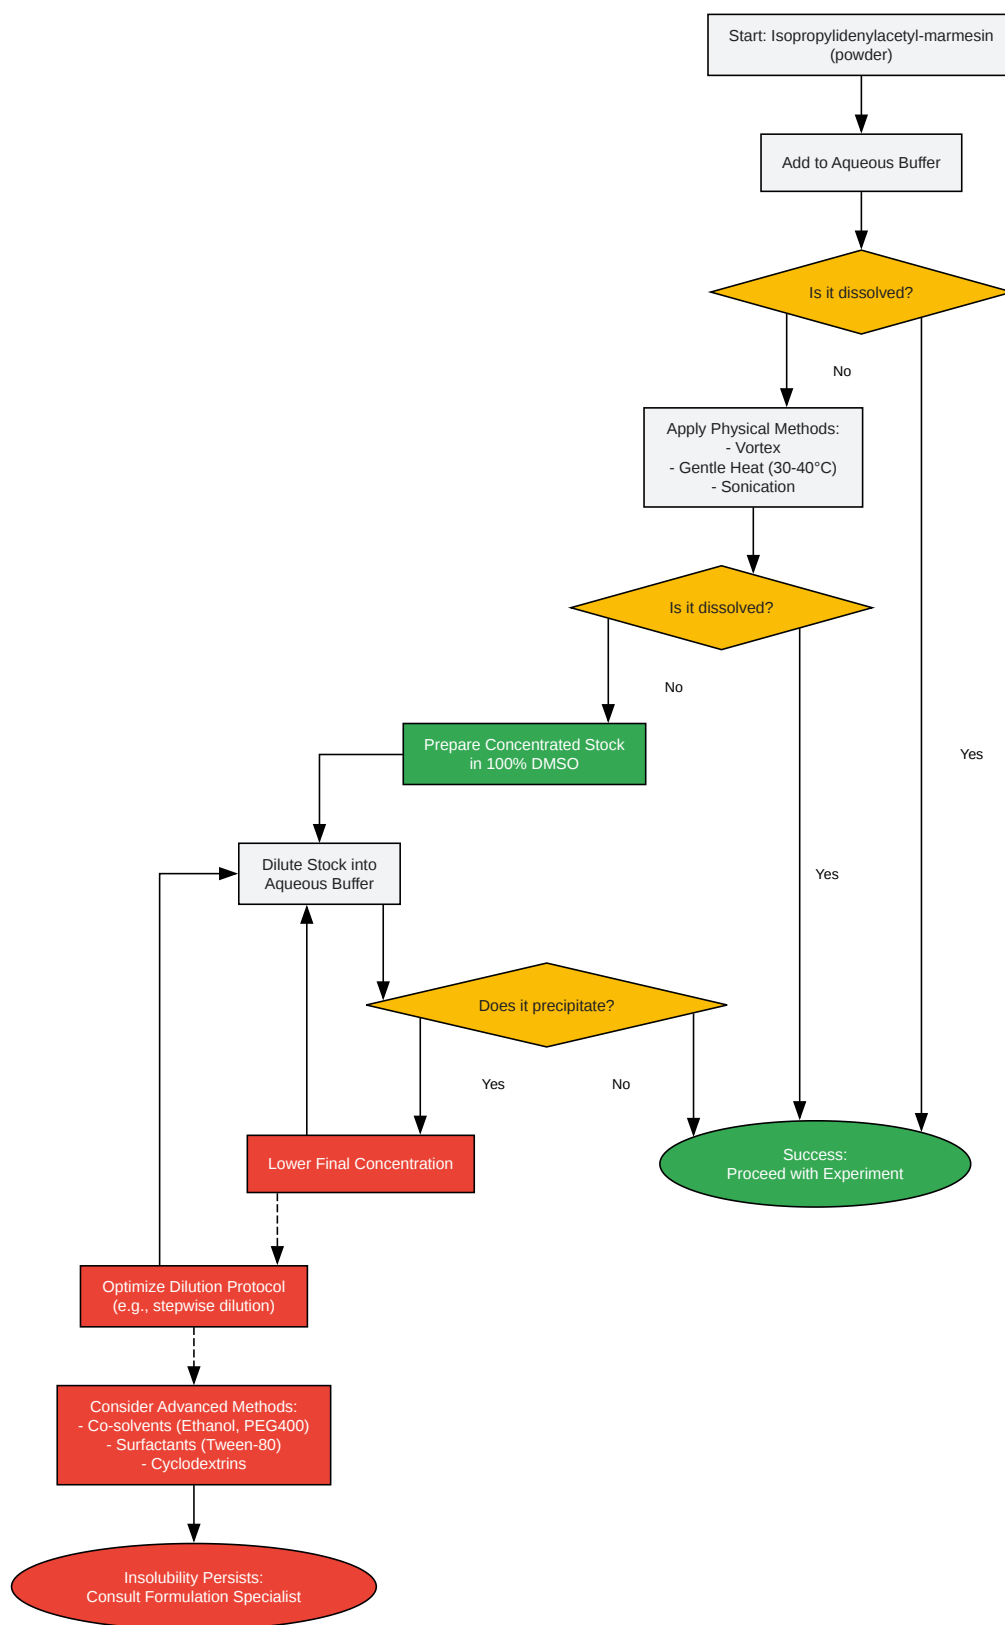 Start: Isopropylidenylacetyl-marmesin
(powder)
Add to Aqueous Buffer
Is it dissolved?
No
Apply Physical Methods:
- Vortex
- Gentle Heat (30-40°C)
- Sonication
Is it dissolved?
No
Prepare Concentrated Stock
in 100% DMSO
Yes
Dilute Stock into
Aqueous Buffer
Yes
Does it precipitate?
Yes
No
Lower Final Concentration
Success:
Proceed with Experiment
Optimize Dilution Protocol
(e.g., stepwise dilution)
Consider Advanced Methods:
- Co-solvents (Ethanol, PEG400)
- Surfactants (Tween-80)
- Cyclodextrins
Insolubility Persists:
Consult Formulation Specialist